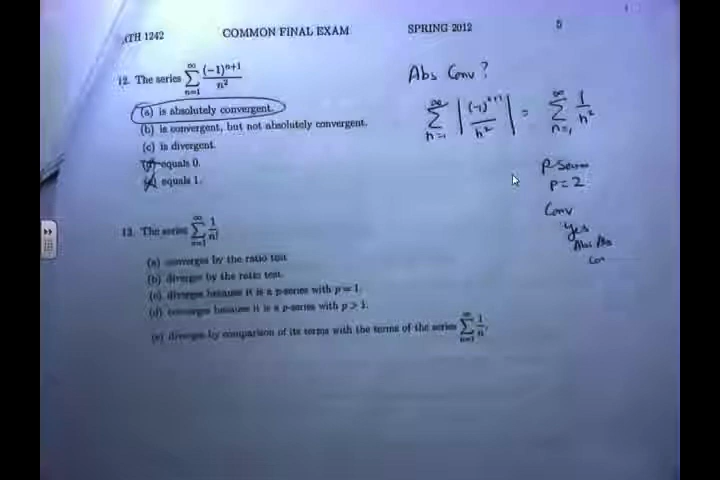 MATH 1242 COMMON FINAL EXAM SPRING 2012 5
12. The series ∑_{n=1}^{∞} (−1)^{n+1}/n²
(a) is absolutely convergent.
(b) is convergent, but not absolutely convergent.
(c) is divergent.
(d) equals 0.
(e) equals 1.
Abs Conv ?
∑_{n=1}^{∞} |(-1)^{n+1}/n²| = ∑_{n=1}^{∞} 1/n²
P-Series
P = 2
Conv
Yes
Abs
Con
13. The series ∑_{n=1}^{∞} 1/n!
(a) converges by the ratio test.
(b) diverges by the ratio test.
(c) diverges because it is a p-series with p = 1.
(d) converges because it is a p-series with p > 1.
(e) diverges by comparison of its terms with the terms of the series ∑_{n=1}^{∞} 1/n.